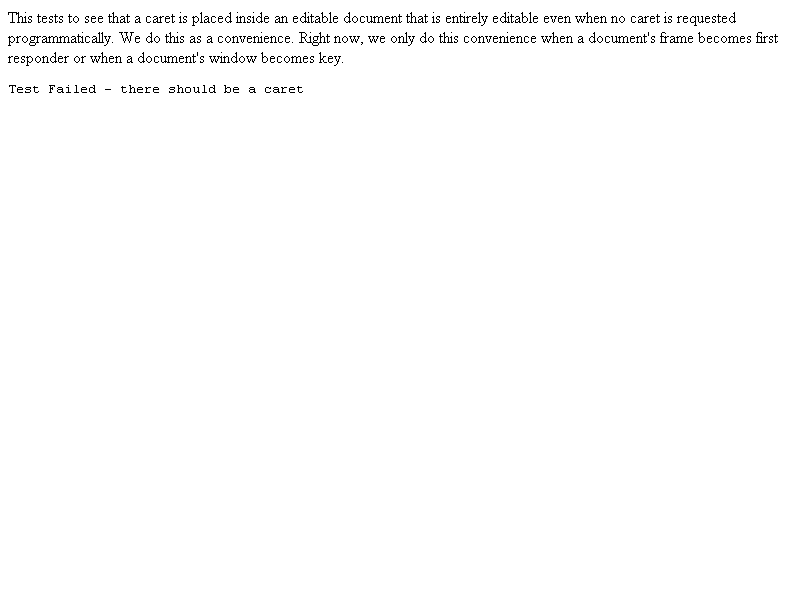 This tests to see that a caret is placed inside an editable document that is entirely editable even when no caret is requested
programmatically. We do this as a convenience. Right now, we only do this convenience when a document's frame becomes first
responder or when a document's window becomes key.
Test Failed - there should be a caret